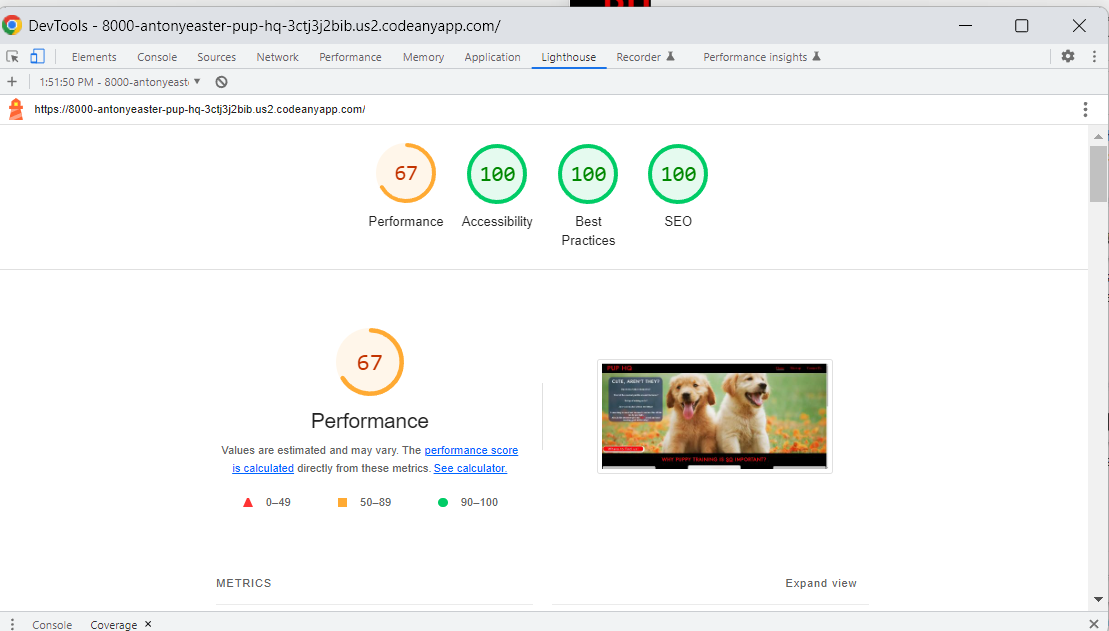 DevTools - 8000-antonyeaster-pup-hq-3ctj3j2bib.us2.codeanyapp.com/
Elements Console Sources Network Performance Memory Application Lighthouse Recorder Performance insights
1:51:50 PM - 8000-antonyeast
https://8000-antonyeaster-pup-hq-3ctj3j2bib.us2.codeanyapp.com/
67 100 100 100
Performance Accessibility Best Practices SEO
67
Performance
Values are estimated and may vary. The performance score
is calculated directly from these metrics. See calculator.
0–49 50–89 90–100
PUP HQ
CUTE, AREN'T THEY?
WHY PUPPY TRAINING IS SO IMPORTANT?
METRICS Expand view
Console Coverage ×